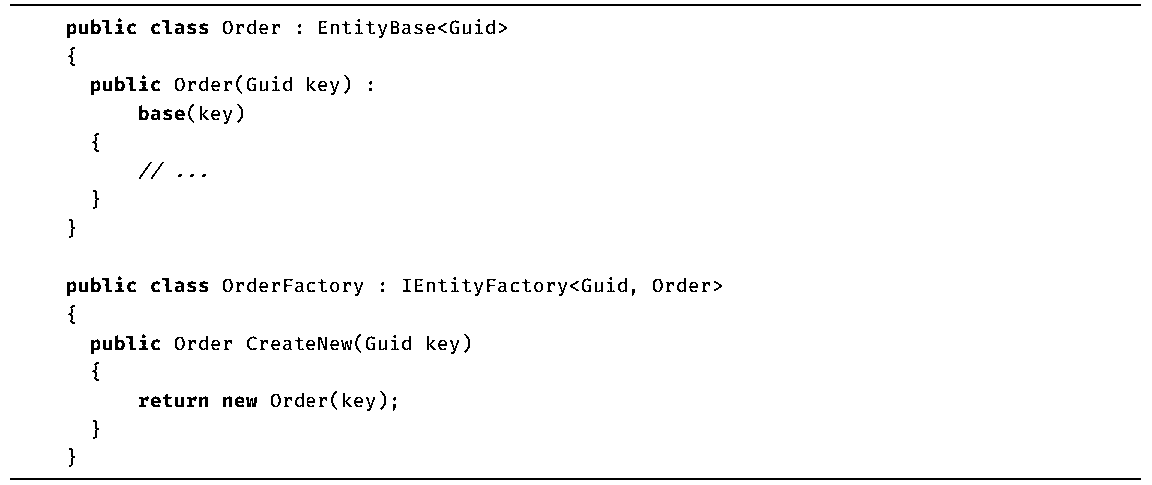 public class Order : EntityBase<Guid>
{
  public Order(Guid key) :
      base(key)
  {
      // ...
  }
}

public class OrderFactory : IEntityFactory<Guid, Order>
{
  public Order CreateNew(Guid key)
  {
      return new Order(key);
  }
}